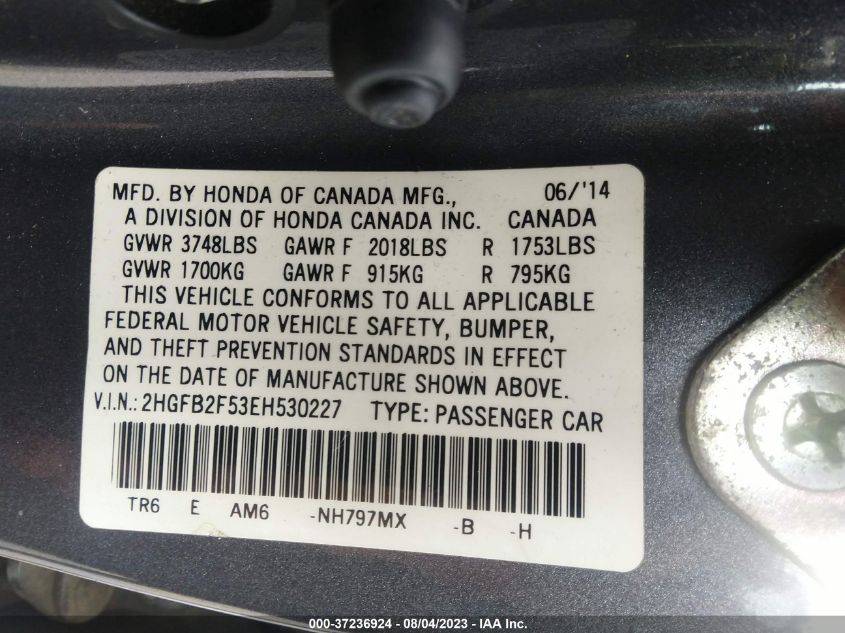 MFD. BY HONDA OF CANADA MFG., 06/'14
A DIVISION OF HONDA CANADA INC. CANADA
GVWR 3748LBS GAWR F 2018LBS R 1753LBS
GVWR 1700KG GAWR F 915KG R 795KG
THIS VEHICLE CONFORMS TO ALL APPLICABLE
FEDERAL MOTOR VEHICLE SAFETY, BUMPER,
AND THEFT PREVENTION STANDARDS IN EFFECT
ON THE DATE OF MANUFACTURE SHOWN ABOVE.
V.I.N.: 2HGFB2F53EH530227 TYPE: PASSENGER CAR
TR6 E AM6 -NH797MX -B -H
000-37236924 - 08/04/2023 - IAA Inc.